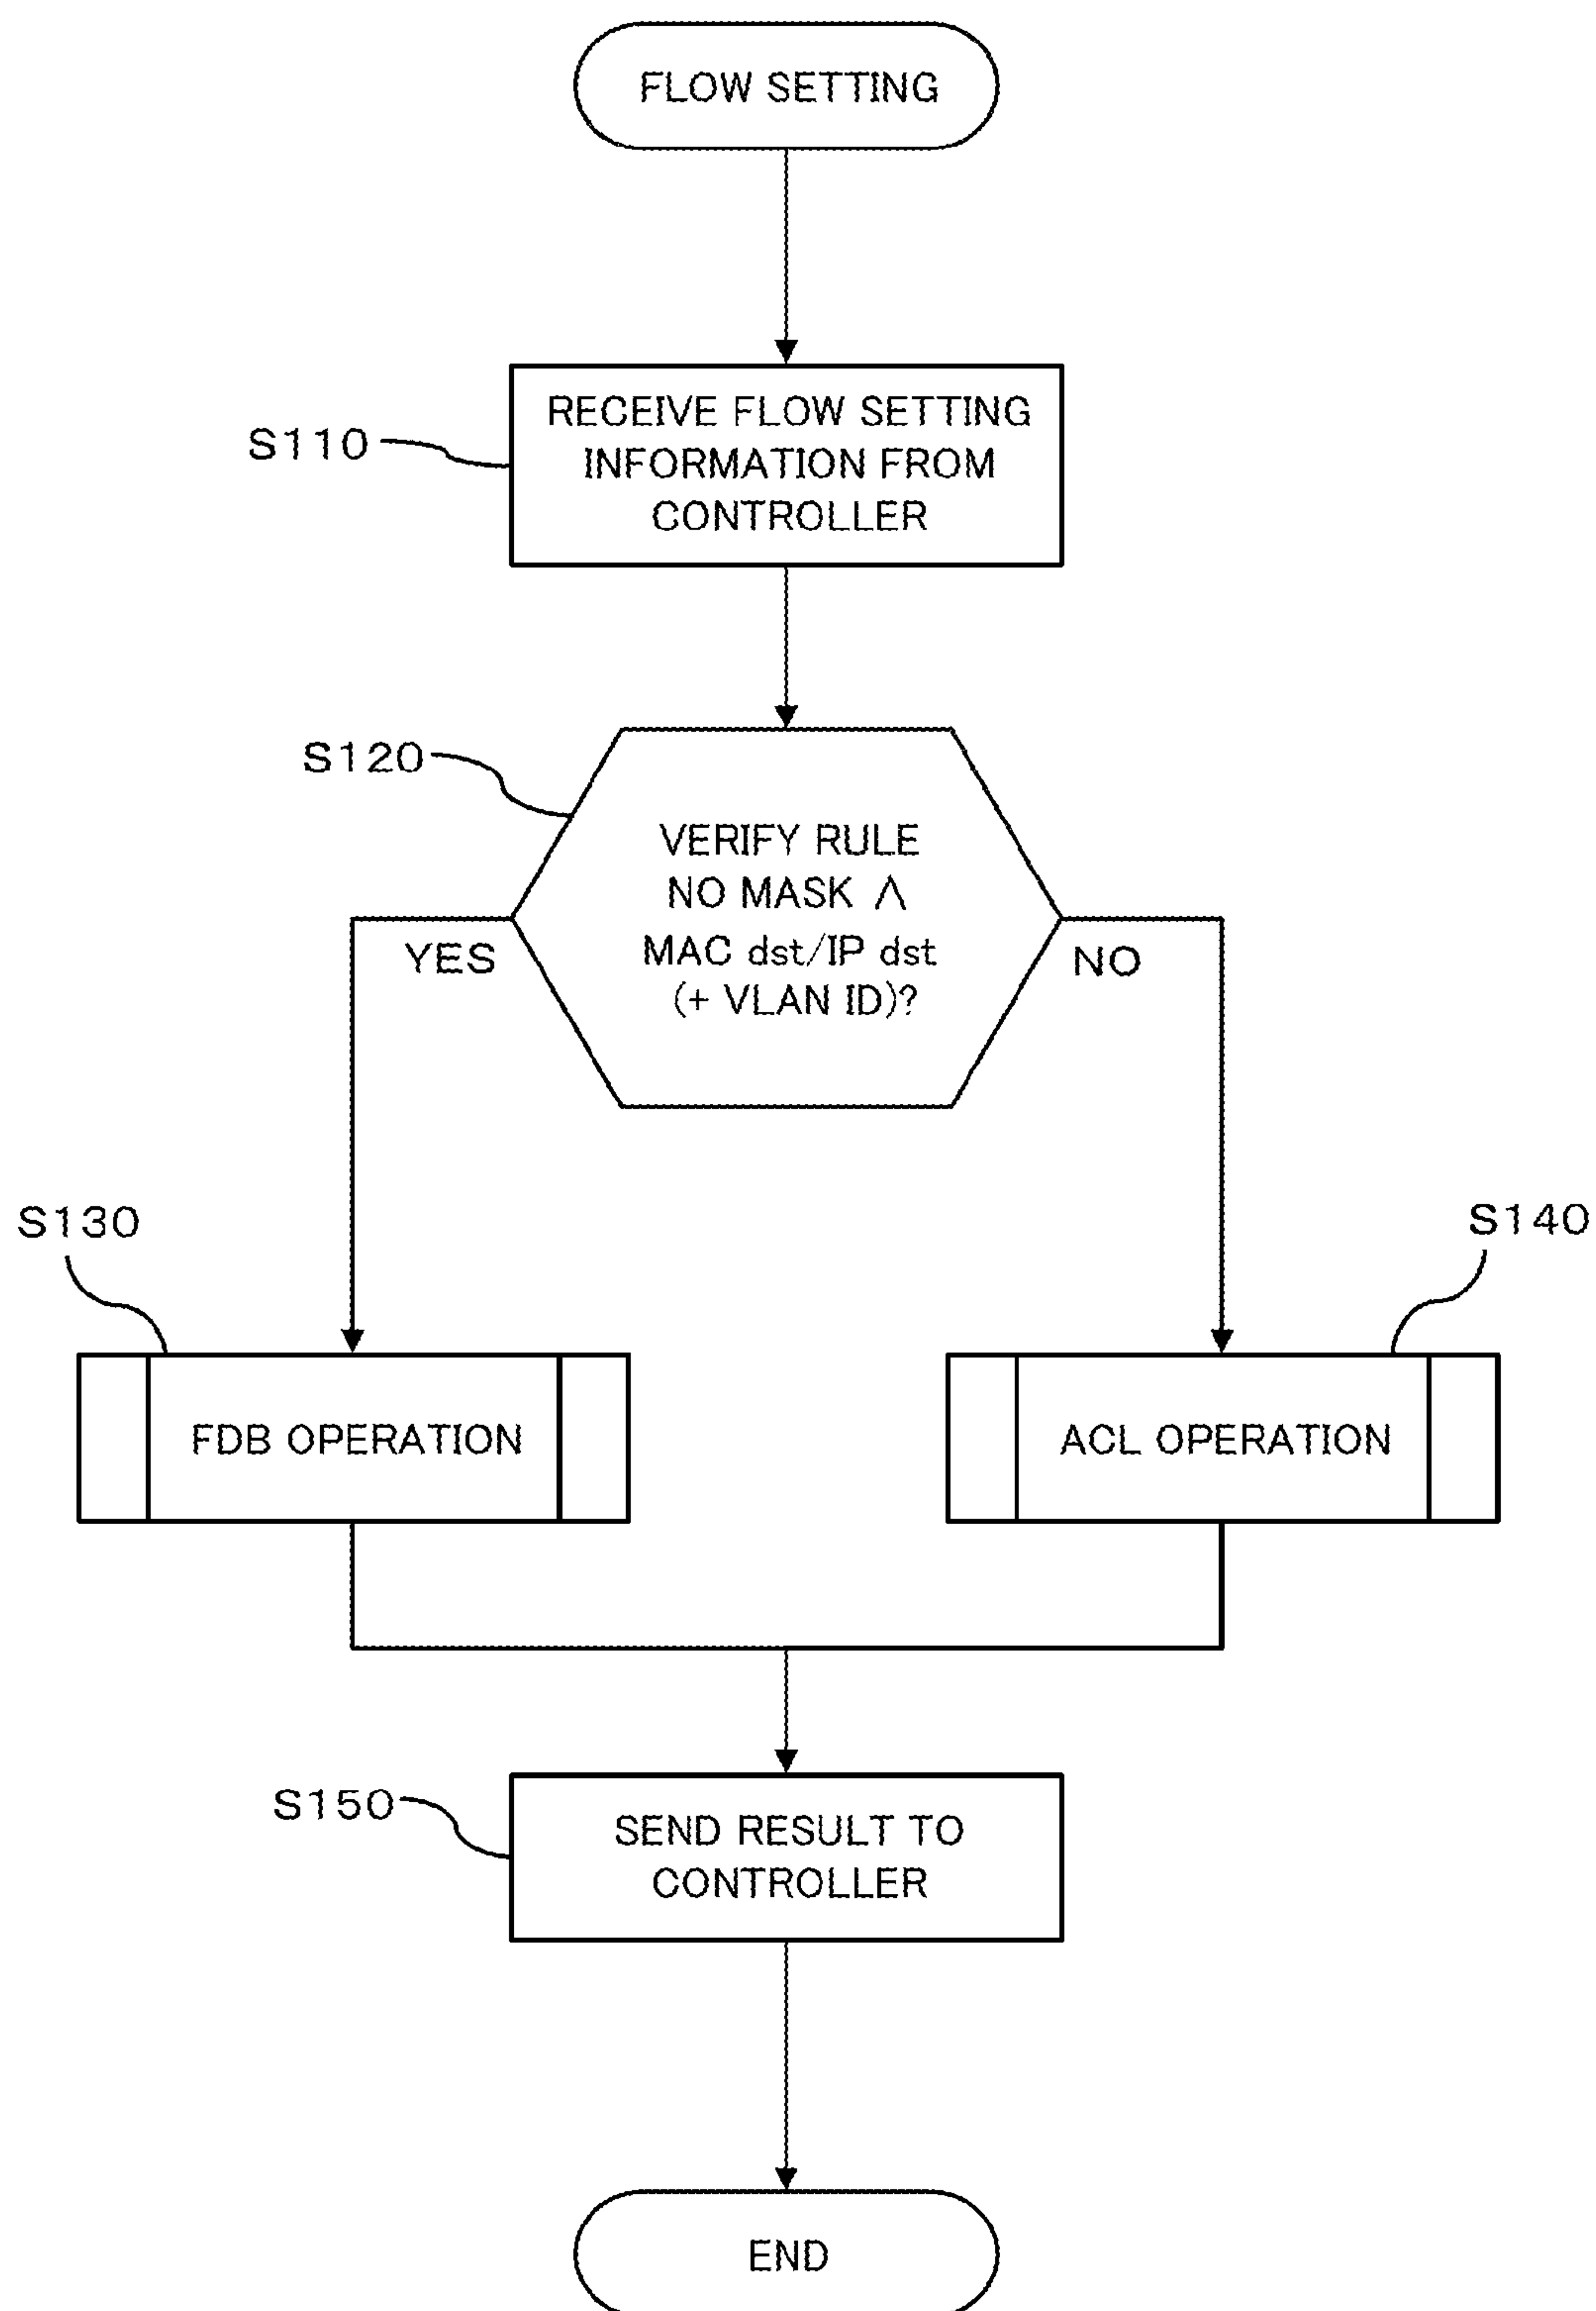 FLOW SETTING
S110
RECEIVE FLOW SETTING
INFORMATION FROM
CONTROLLER
S120
VERIFY RULE
NO MASK ∧
MAC dst/IP dst
(+ VLAN ID)?
YES
NO
S130
S140
FDB OPERATION
ACL OPERATION
S150
SEND RESULT TO
CONTROLLER
END